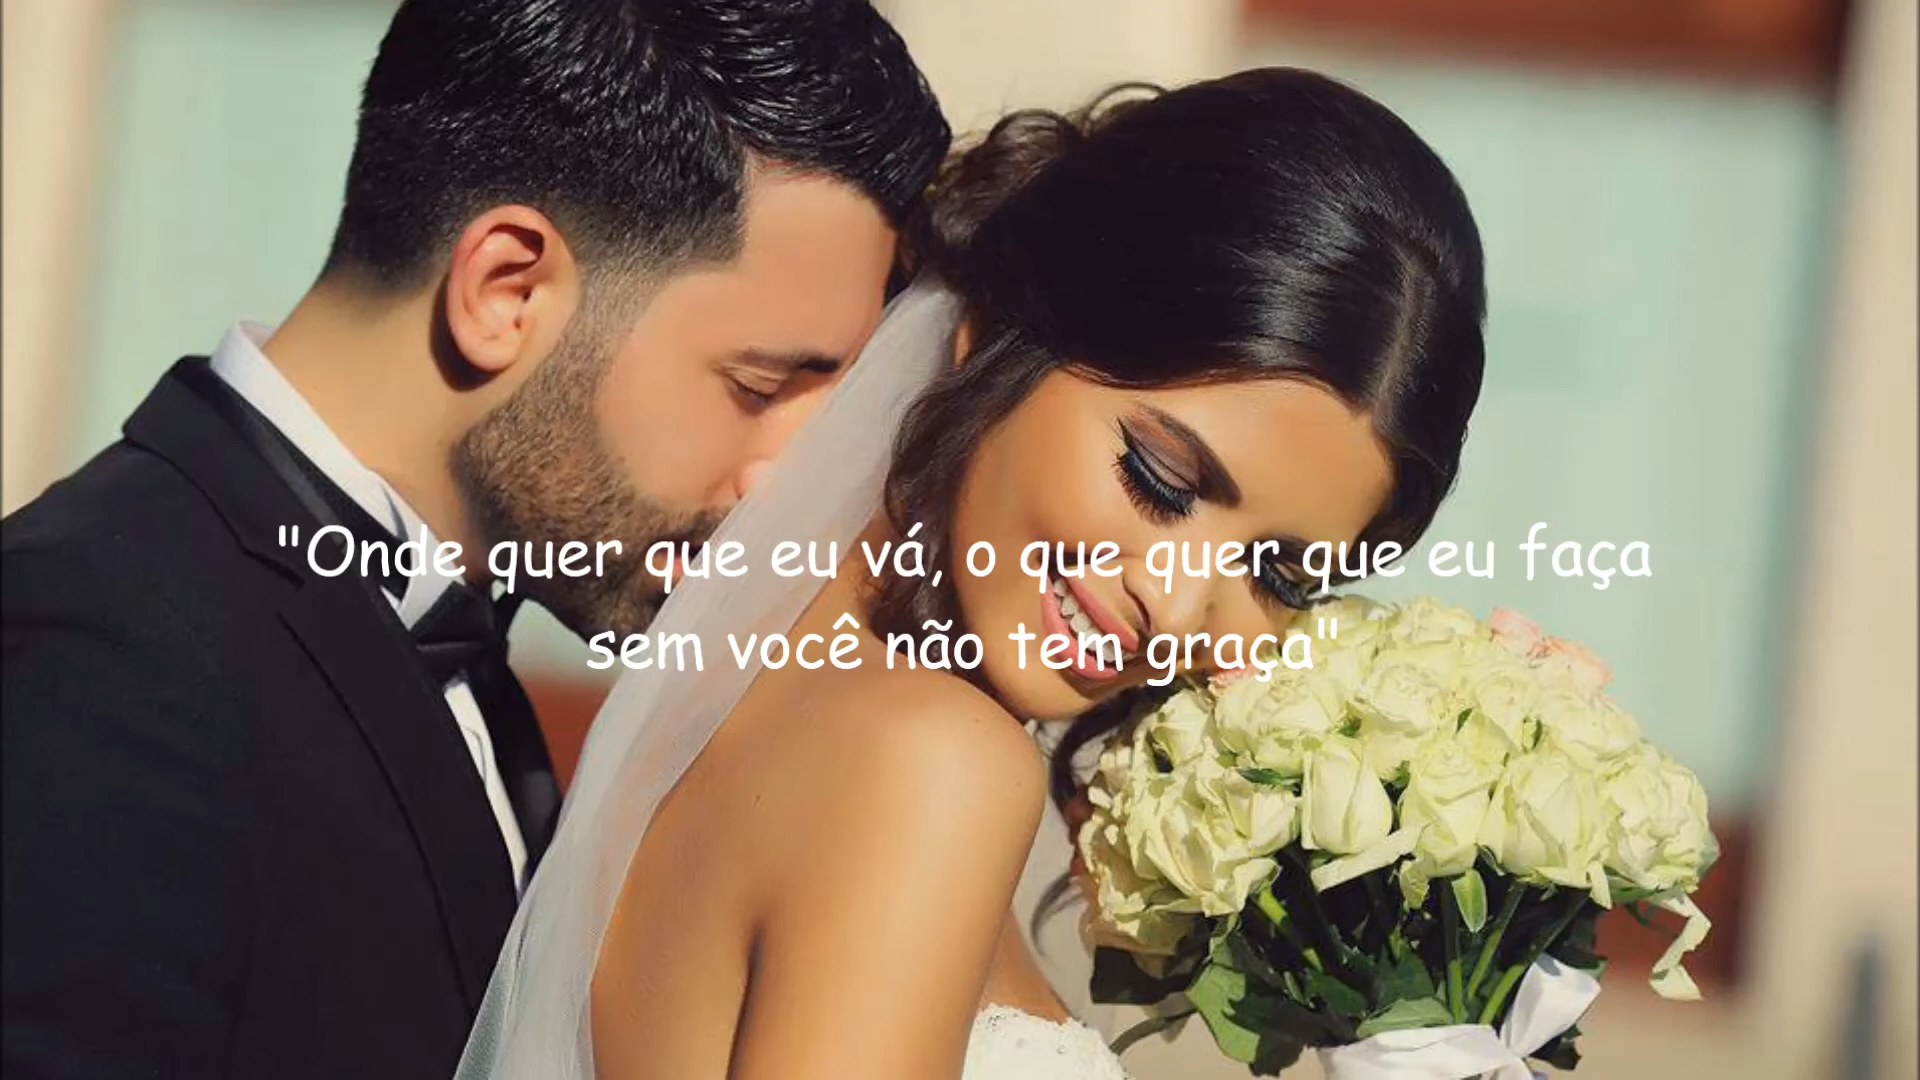 "Onde quer que eu vá, o que quer que eu faça
sem você não tem graça"